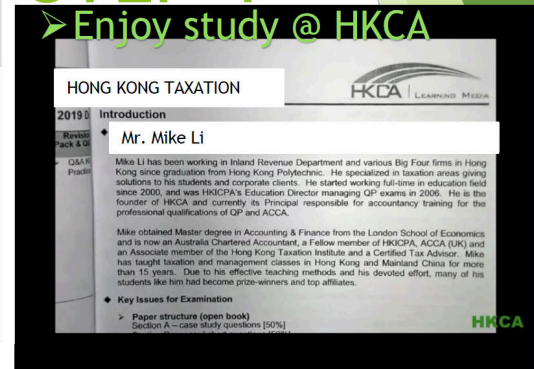 ➢Enjoy study @ HKCA
HKCA LEARNING MEDIA
HONG KONG TAXATION
2019 D
Introduction
Pack & Q
Mr. Mike Li
Q&A
Mike Li has been working in Inland Revenue Department and various Big Four firms in Hong
Kong since graduation from Hong Kong Polytechnic. He specialized in taxation areas giving
solutions to his students and corporate clients. He started working full-time in education field
since 2000, and was HKICPA's Education Director managing QP exams in 2006. He is the
founder of HKCA and currently its Principal responsible for accountancy training for the
professional qualifications of QP and ACCA.
Mike obtained Master degree in Accounting & Finance from the London School of Economics
and is now an Australia Chartered Accountant, a Fellow member of HKICPA, ACCA (UK) and
an Associate member of the Hong Kong Taxation Institute and a Certified Tax Advisor. Mike
has taught taxation and management classes in Hong Kong and Mainland China for more
than 15 years. Due to his effective teaching methods and his devoted effort, many of his
students like him had become prize-winners and top affiliates.
◆ Key Issues for Examination
➢ Paper structure (open book)
Section A – case study questions [50%]
HKCA